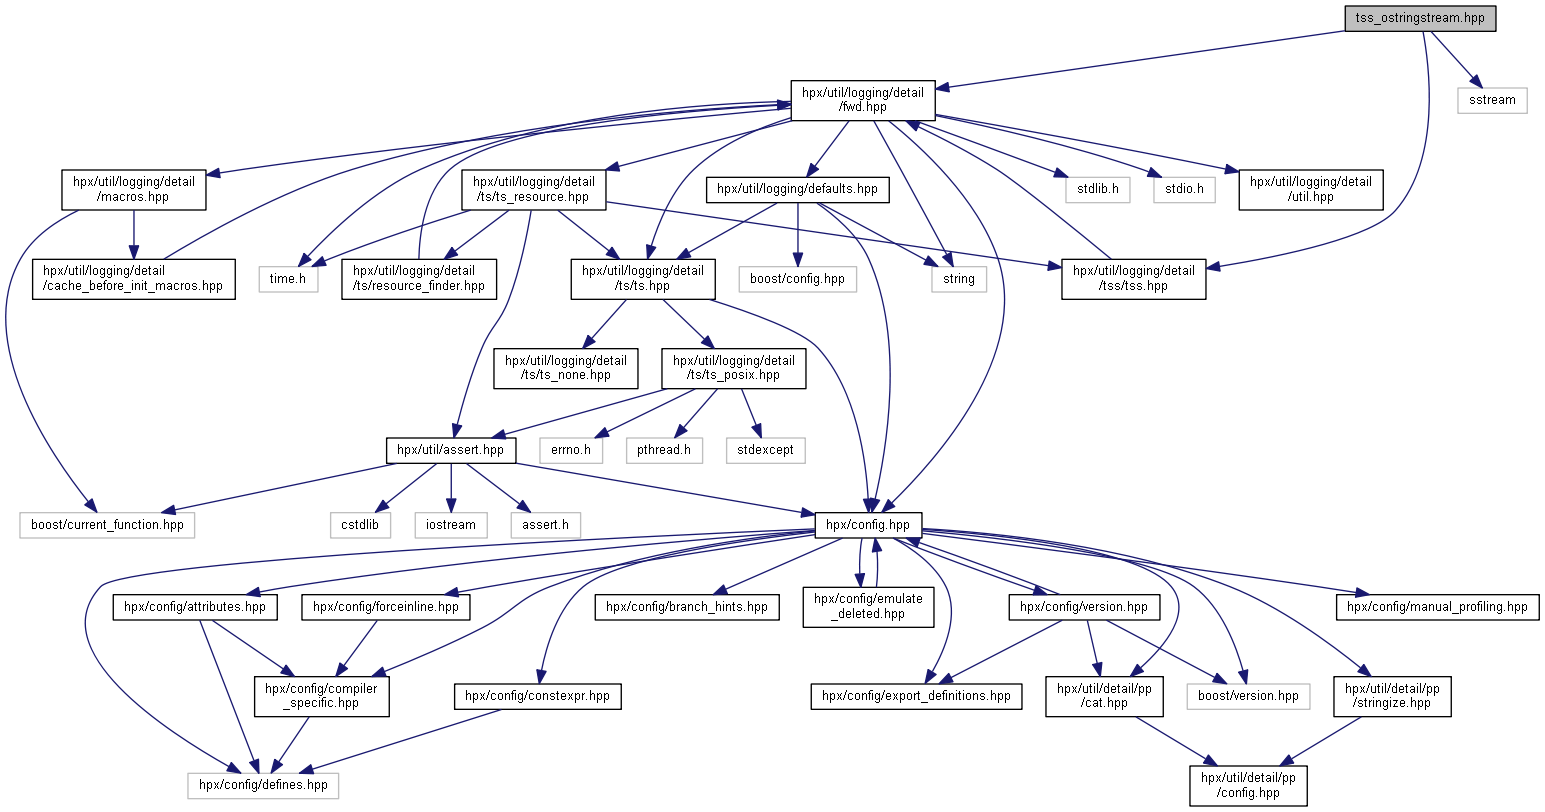 tss_ostringstream.hpp
hpx/util/logging/detail
/fwd.hpp
sstream
hpx/util/logging/detail
/macros.hpp
hpx/util/logging/detail
/ts/ts_resource.hpp
hpx/util/logging/defaults.hpp
stdlib.h
stdio.h
hpx/util/logging/detail
/util.hpp
hpx/util/logging/detail
/cache_before_init_macros.hpp
time.h
hpx/util/logging/detail
/ts/resource_finder.hpp
hpx/util/logging/detail
/ts/ts.hpp
boost/config.hpp
string
hpx/util/logging/detail
/tss/tss.hpp
hpx/util/logging/detail
/ts/ts_none.hpp
hpx/util/logging/detail
/ts/ts_posix.hpp
hpx/util/assert.hpp
errno.h
pthread.h
stdexcept
boost/current_function.hpp
cstdlib
iostream
assert.h
hpx/config.hpp
hpx/config/attributes.hpp
hpx/config/forceinline.hpp
hpx/config/branch_hints.hpp
hpx/config/emulate
_deleted.hpp
hpx/config/version.hpp
hpx/config/manual_profiling.hpp
hpx/config/compiler
_specific.hpp
hpx/config/constexpr.hpp
hpx/config/export_definitions.hpp
hpx/util/detail/pp
/cat.hpp
boost/version.hpp
hpx/util/detail/pp
/stringize.hpp
hpx/config/defines.hpp
hpx/util/detail/pp
/config.hpp